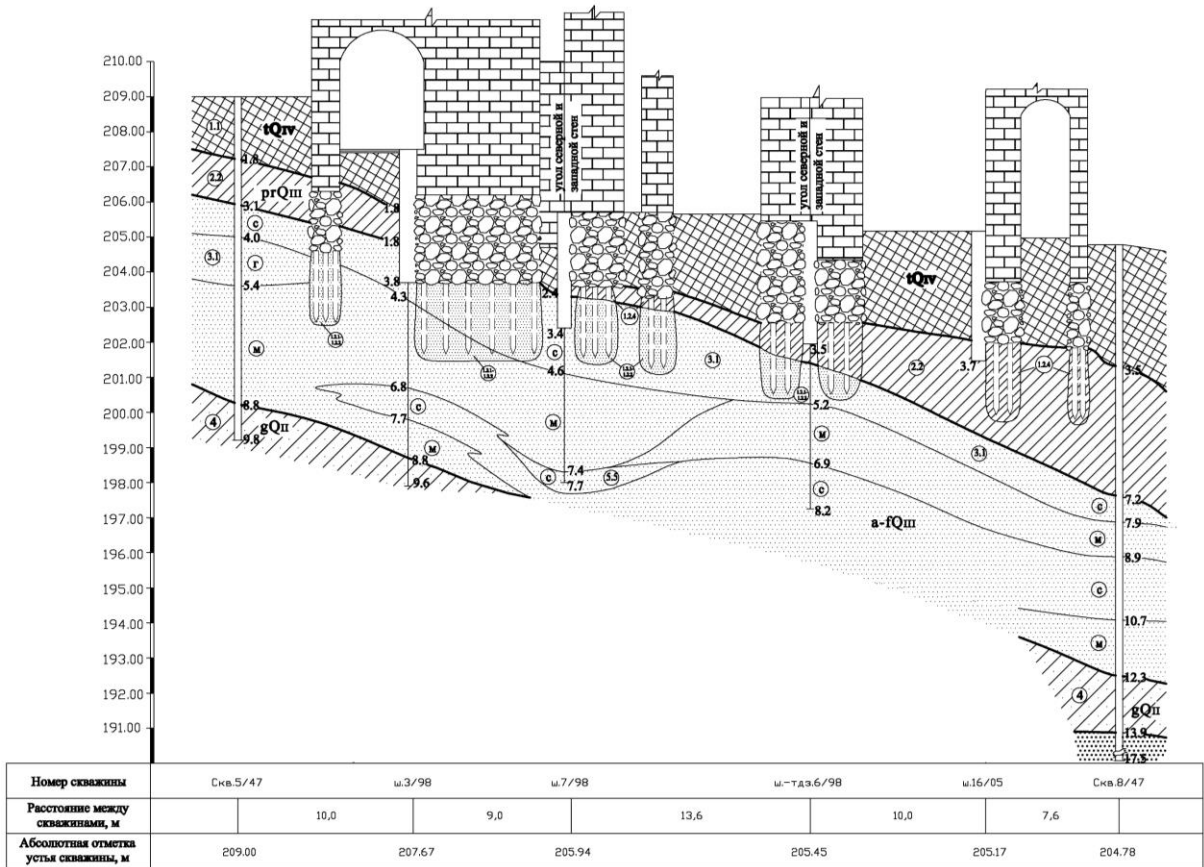 210.00
209.00
208.00
207.00
206.00
205.00
204.00
203.00
202.00
201.00
200.00
199.00
198.00
197.00
196.00
195.00
194.00
193.00
192.00
191.00
1.1
tQIV
1.8
2.2
prQIII
3.1
с
4.0
3.1
г
5.4
м
8.8
4
gQII
9.8
1.9
1.8
3.8
4.3
6.8
с
7.7
м
8.8
9.6
угол северной и
западной стен
2.4
3.4
с
4.6
м
7.4
с
7.7
5.5
1.2.4
3.1
угол северной и
западной стен
3.5
5.2
м
6.9
с
8.2
a-fQIII
tQIV
2.2
3.7
1.2.4
3.1
3.5
7.2
с
7.9
м
8.9
с
10.7
м
12.3
4
gQII
13.9
17.5
Номер скважины
Скв.5/47
ш.3/98
ш.7/98
ш.-тдз.6/98
ш.16/05
Скв.8/47
Расстояние между
скважинами, м
10,0
9,0
13,6
10,0
7,6
Абсолютная отметка
устья скважины, м
209.00
207.67
205.94
205.45
205.17
204.78